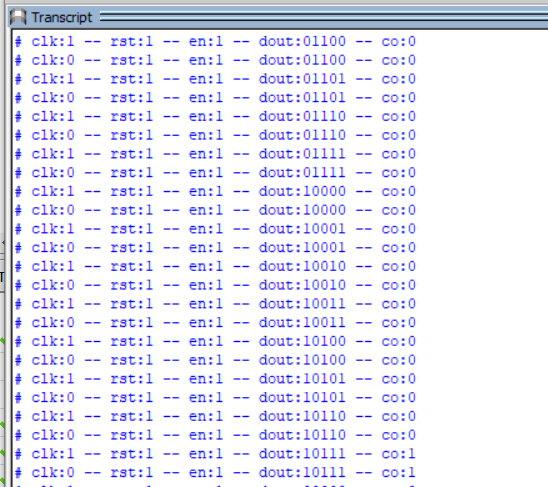 Transcript
# clk:1 -- rst:1 -- en:1 -- dout:01100 -- co:0
# clk:0 -- rst:1 -- en:1 -- dout:01100 -- co:0
# clk:1 -- rst:1 -- en:1 -- dout:01101 -- co:0
# clk:0 -- rst:1 -- en:1 -- dout:01101 -- co:0
# clk:1 -- rst:1 -- en:1 -- dout:01110 -- co:0
# clk:0 -- rst:1 -- en:1 -- dout:01110 -- co:0
# clk:1 -- rst:1 -- en:1 -- dout:01111 -- co:0
# clk:0 -- rst:1 -- en:1 -- dout:01111 -- co:0
# clk:1 -- rst:1 -- en:1 -- dout:10000 -- co:0
# clk:0 -- rst:1 -- en:1 -- dout:10000 -- co:0
# clk:1 -- rst:1 -- en:1 -- dout:10001 -- co:0
# clk:0 -- rst:1 -- en:1 -- dout:10001 -- co:0
# clk:1 -- rst:1 -- en:1 -- dout:10010 -- co:0
# clk:0 -- rst:1 -- en:1 -- dout:10010 -- co:0
# clk:1 -- rst:1 -- en:1 -- dout:10011 -- co:0
# clk:0 -- rst:1 -- en:1 -- dout:10011 -- co:0
# clk:1 -- rst:1 -- en:1 -- dout:10100 -- co:0
# clk:0 -- rst:1 -- en:1 -- dout:10100 -- co:0
# clk:1 -- rst:1 -- en:1 -- dout:10101 -- co:0
# clk:0 -- rst:1 -- en:1 -- dout:10101 -- co:0
# clk:1 -- rst:1 -- en:1 -- dout:10110 -- co:0
# clk:0 -- rst:1 -- en:1 -- dout:10110 -- co:0
# clk:1 -- rst:1 -- en:1 -- dout:10111 -- co:1
# clk:0 -- rst:1 -- en:1 -- dout:10111 -- co:1